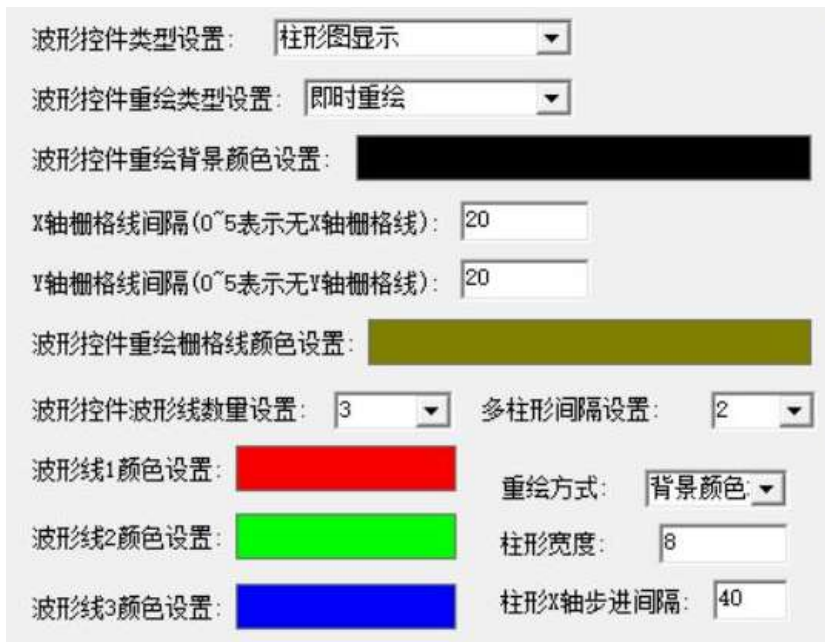 波形控件类型设置: 柱形图显示
波形控件重绘类型设置: 即时重绘
波形控件重绘背景颜色设置:
X轴栅格线间隔(0~5表示无X轴栅格线): 20
Y轴栅格线间隔(0~5表示无Y轴栅格线): 20
波形控件重绘栅格线颜色设置:
波形控件波形线数量设置: 3 多柱形间隔设置: 2
波形线1颜色设置:
重绘方式: 背景颜色
波形线2颜色设置:
柱形宽度: 8
波形线3颜色设置:
柱形X轴步进间隔: 40